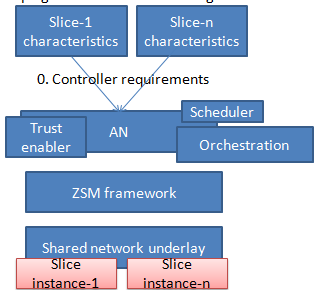 Slice-1
characteristics
Slice-n
characteristics
0. Controller requirements
Scheduler
Trust
enabler
AN
Orchestration
ZSM framework
Shared network underlay
Slice
instance-1
Slice
instance-n